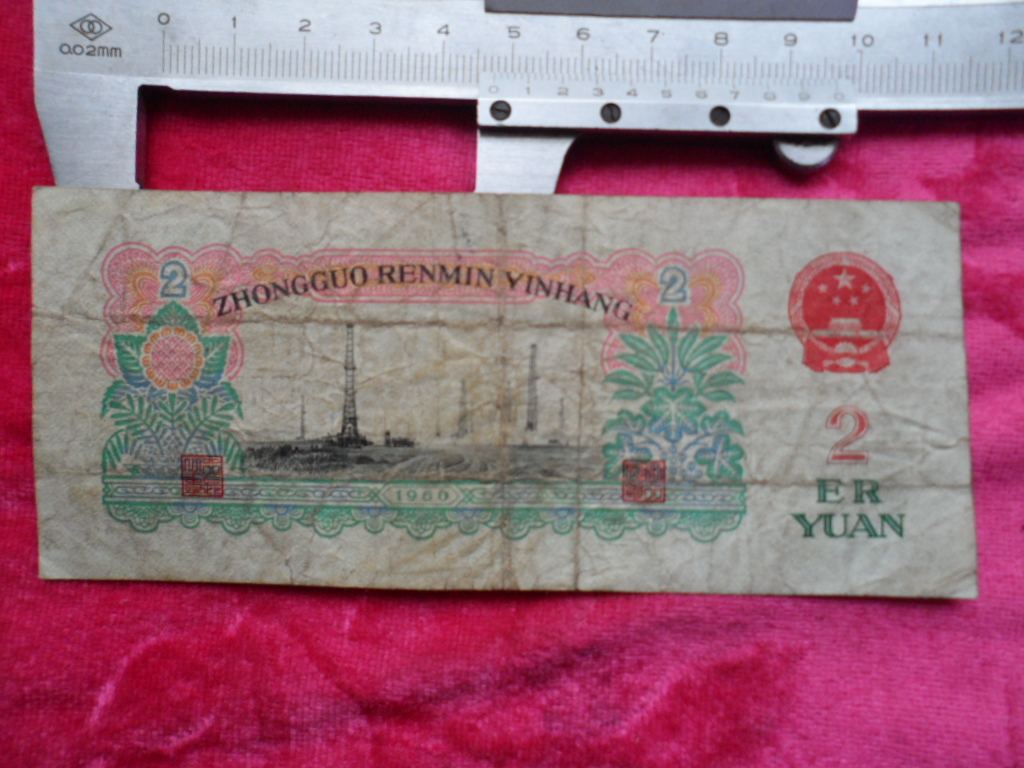 0 1 2 3 4 5 6 7 8 9 10 11 12
0.02mm
0 1 2 3 4 5 6 7 8 9 0
2 2
ZHONGGUO RENMIN YINHANG
2
1960
ER
YUAN